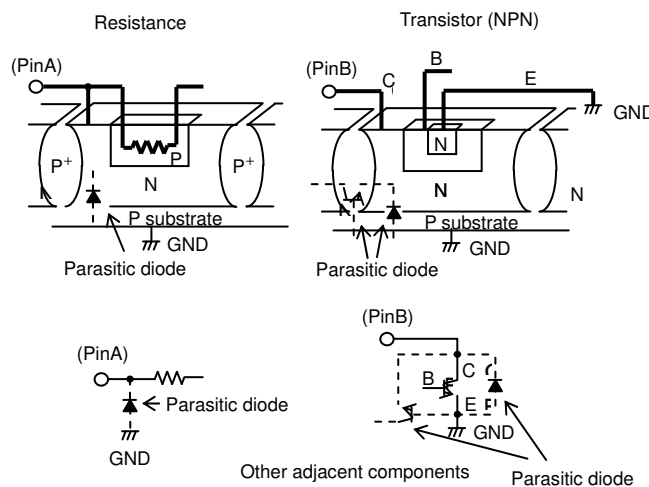 Resistance
Transistor (NPN)
(PinA)
(PinB)
C
B
E
GND
P+
P
P+
N
N
N
N
P substrate
GND
Parasitic diode
P substrate
GND
Parasitic diode
(PinA)
Parasitic diode
GND
(PinB)
B
C
E
GND
Other adjacent components
Parasitic diode